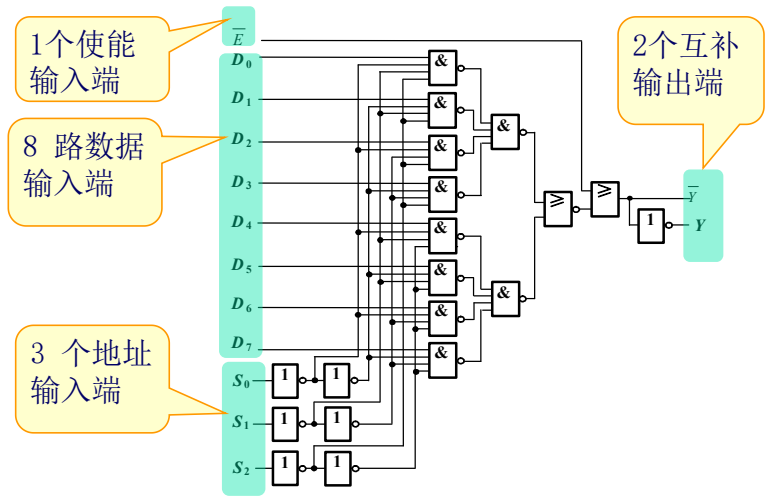 1个使能
输入端
E̅
D₀
D₁
D₂
D₃
D₄
D₅
D₆
D₇
8 路数据
输入端
3 个地址
输入端
S₀
S₁
S₂
1
1
1
1
1
1
&
&
&
&
&
&
&
&
&
&
≥
≥
1
2个互补
输出端
Y̅
Y